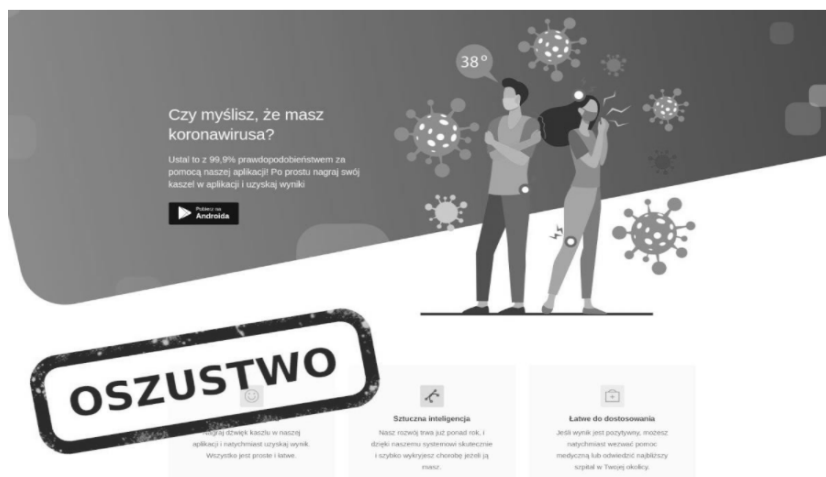 38°
Czy myślisz, że masz
koronawirusa?
Ustal to z 99,9% prawdopodobieństwem za
pomocą naszej aplikacji! Po prostu nagraj swój
kaszel w aplikacji i uzyskaj wyniki
Pobierz na
Androida
OSZUSTWO
Nagraj dźwięk kaszlu w naszej
aplikacji i natychmiast uzyskaj wynik.
Wszystko jest proste i łatwe.
Sztuczna inteligencja
Nasz rozwój trwa już ponad rok, i
dzięki naszemu systemowi skutecznie
i szybko wykryjesz chorobę jeżeli ją
masz.
Łatwe do dostosowania
Jeśli wynik jest pozytywny, możesz
natychmiast wezwać pomoc
medyczną lub odwiedzić najbliższy
szpital w Twojej okolicy.